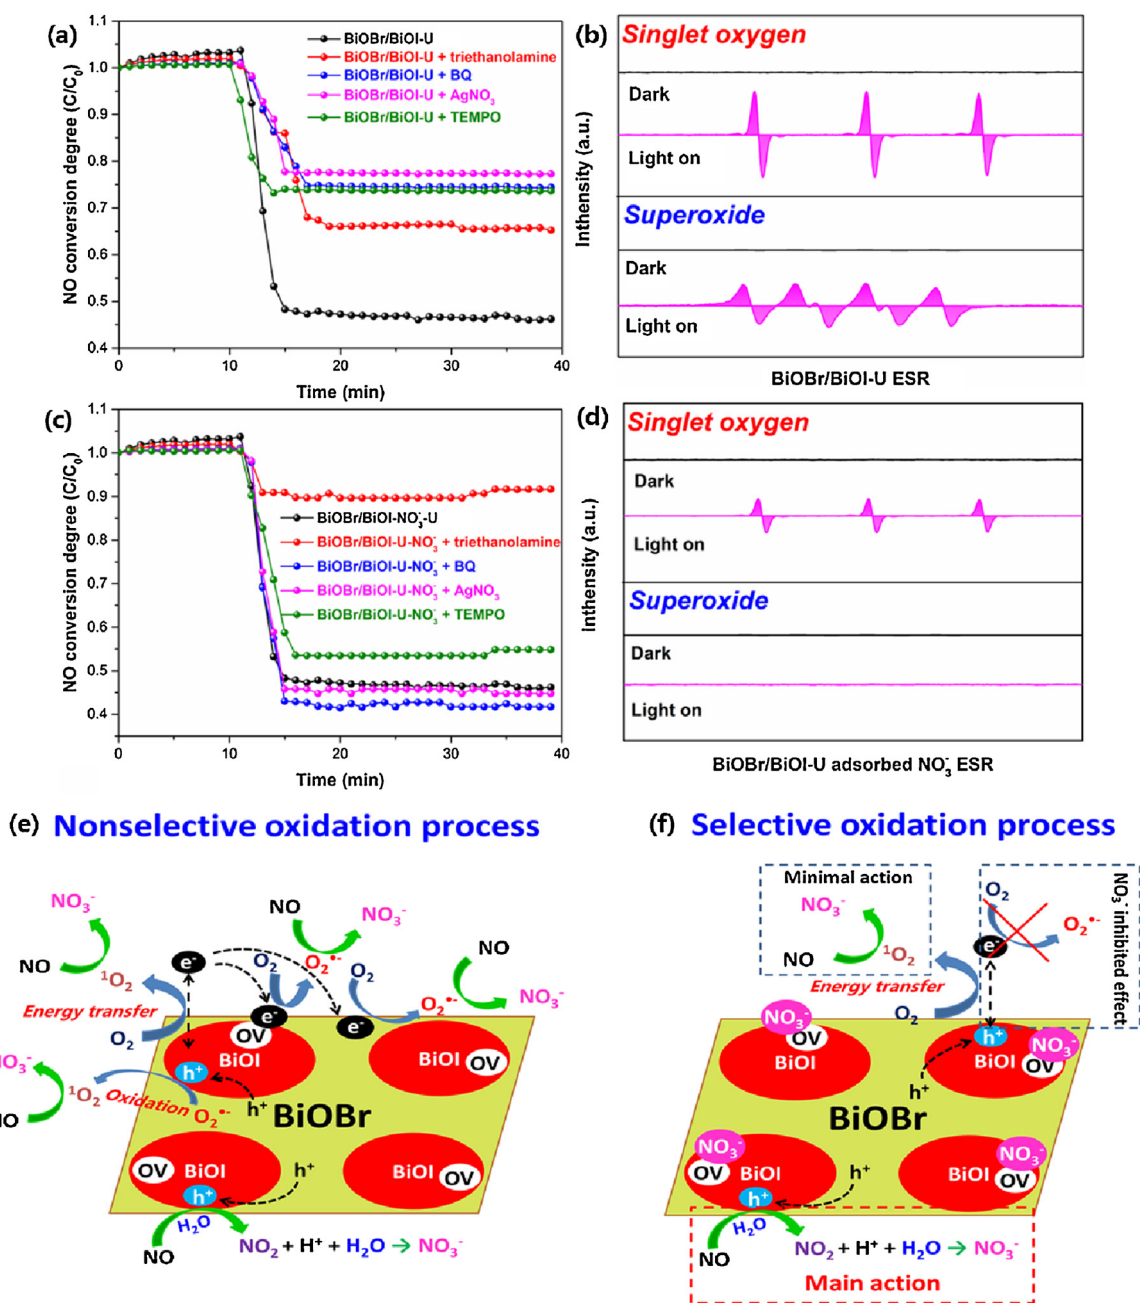 (a)
1.1
1.0
0.9
0.8
0.7
0.6
0.5
0.4
NO conversion degree (C/C0)
BiOBr/BiOI-U
BiOBr/BiOI-U + triethanolamine
BiOBr/BiOI-U + BQ
BiOBr/BiOI-U + AgNO3
BiOBr/BiOI-U + TEMPO
0 10 20 30 40
Time (min)
(b)
Inthensity (a.u.)
Singlet oxygen
Dark
Light on
Superoxide
Dark
Light on
BiOBr/BiOI-U ESR
(c)
1.1
1.0
0.9
0.8
0.7
0.6
0.5
0.4
NO conversion degree (C/C0)
BiOBr/BiOI-NO3--U
BiOBr/BiOI-U-NO3- + triethanolamine
BiOBr/BiOI-U-NO3- + BQ
BiOBr/BiOI-U-NO3- + AgNO3
BiOBr/BiOI-U-NO3- + TEMPO
0 10 20 30 40
Time (min)
(d)
Inthensity (a.u.)
Singlet oxygen
Dark
Light on
Superoxide
Dark
Light on
BiOBr/BiOI-U adsorbed NO3- ESR
(e) Nonselective oxidation process
NO3-
NO
1O2
Energy transfer
O2
e-
NO
NO3-
O2
O2•-
e-
OV
BiOI
h+
O2
e-
O2•-
NO
NO3-
BiOI
OV
NO3-
NO
1O2 Oxidation
O2•-
h+
BiOBr
OV
BiOI
h+
h+
BiOI
OV
H2O
NO
NO2 + H+ + H2O → NO3-
(f) Selective oxidation process
Minimal action
NO3-
NO
1O2
Energy transfer
O2
O2
e-
O2•-
NO3- inhibited effect
NO3-
OV
BiOI
h+
BiOI
NO3-
OV
h+
BiOBr
NO3-
OV
BiOI
h+
h+
BiOI
NO3-
OV
H2O
NO
NO2 + H+ + H2O → NO3-
Main action